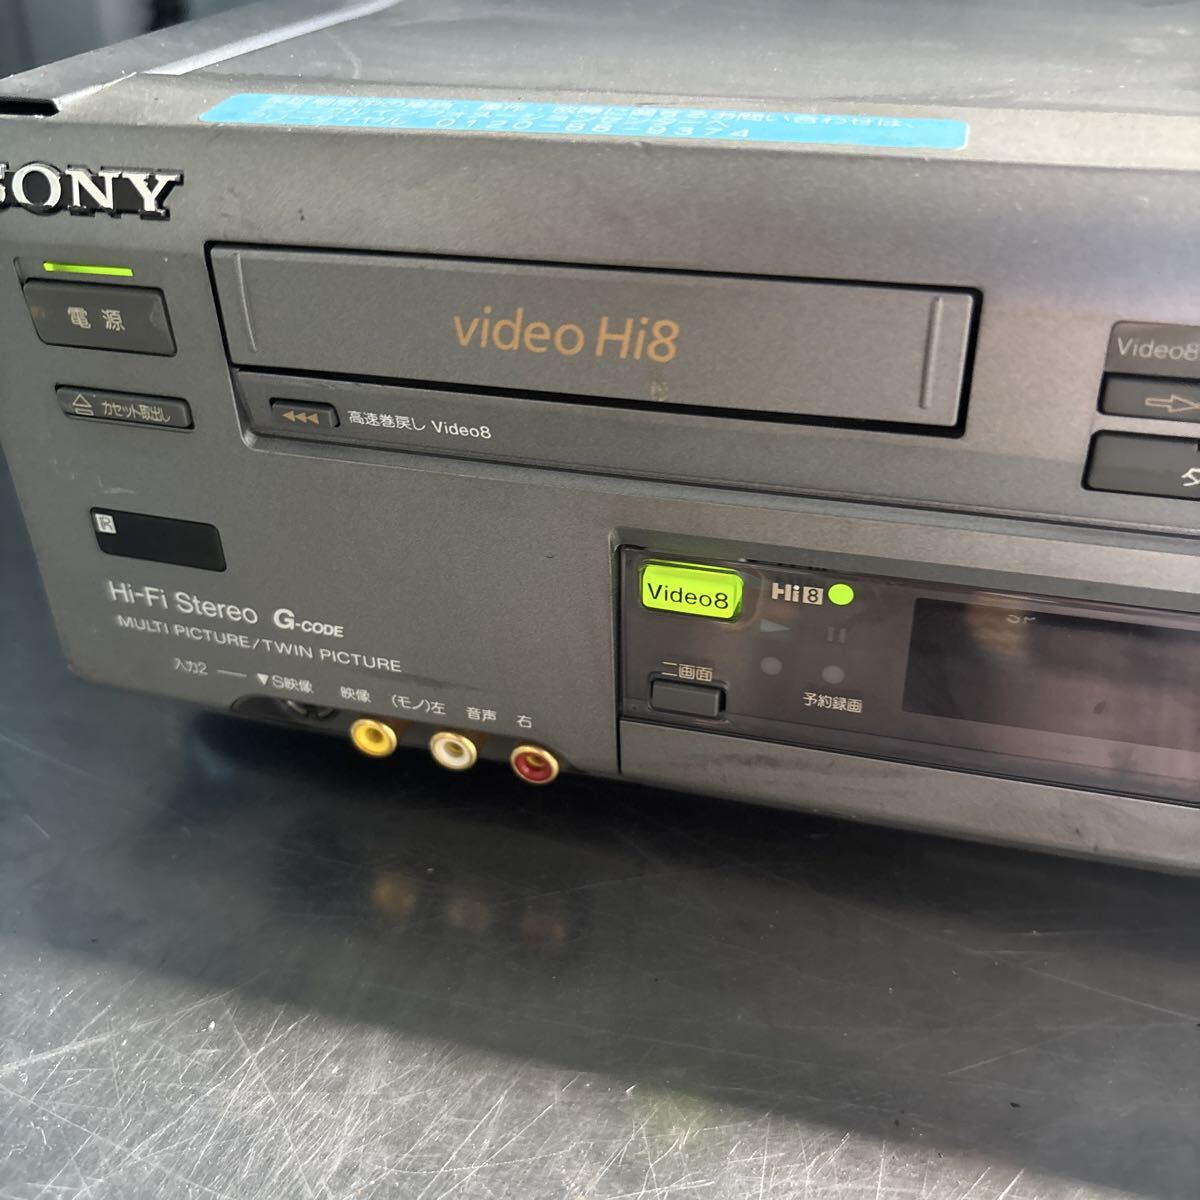 SONY
電源
カセット取出し
video Hi8
高速巻戻し Video8
Video8
IR
Hi-Fi Stereo G-CODE
MULTI PICTURE/TWIN PICTURE
入力2
S映像
映像
(モノ)左
音声
右
Video8
Hi8
二画面
予約録画